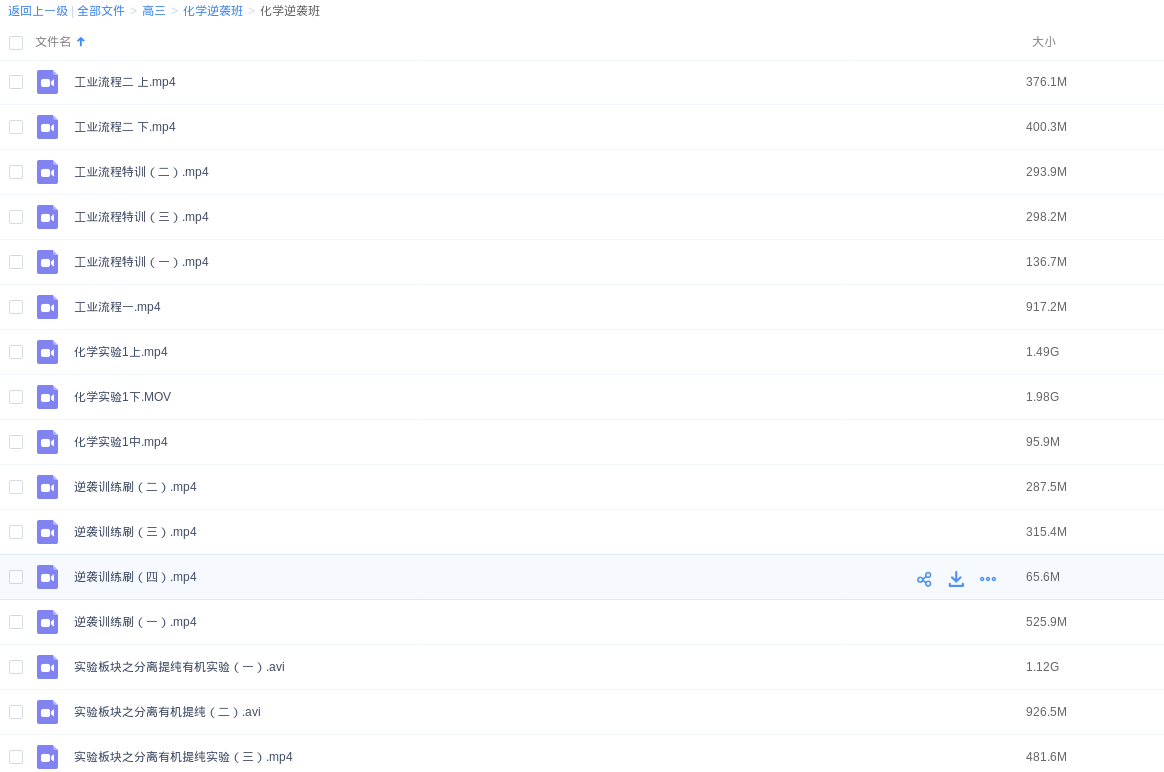 返回上一级 | 全部文件 > 高三 > 化学逆袭班 > 化学逆袭班
文件名 大小
工业流程二 上.mp4 376.1M
工业流程二 下.mp4 400.3M
工业流程特训（二）.mp4 293.9M
工业流程特训（三）.mp4 298.2M
工业流程特训（一）.mp4 136.7M
工业流程一.mp4 917.2M
化学实验1上.mp4 1.49G
化学实验1下.MOV 1.98G
化学实验1中.mp4 95.9M
逆袭训练刷（二）.mp4 287.5M
逆袭训练刷（三）.mp4 315.4M
逆袭训练刷（四）.mp4 65.6M
逆袭训练刷（一）.mp4 525.9M
实验板块之分离提纯有机实验（一）.avi 1.12G
实验板块之分离有机提纯（二）.avi 926.5M
实验板块之分离有机提纯实验（三）.mp4 481.6M